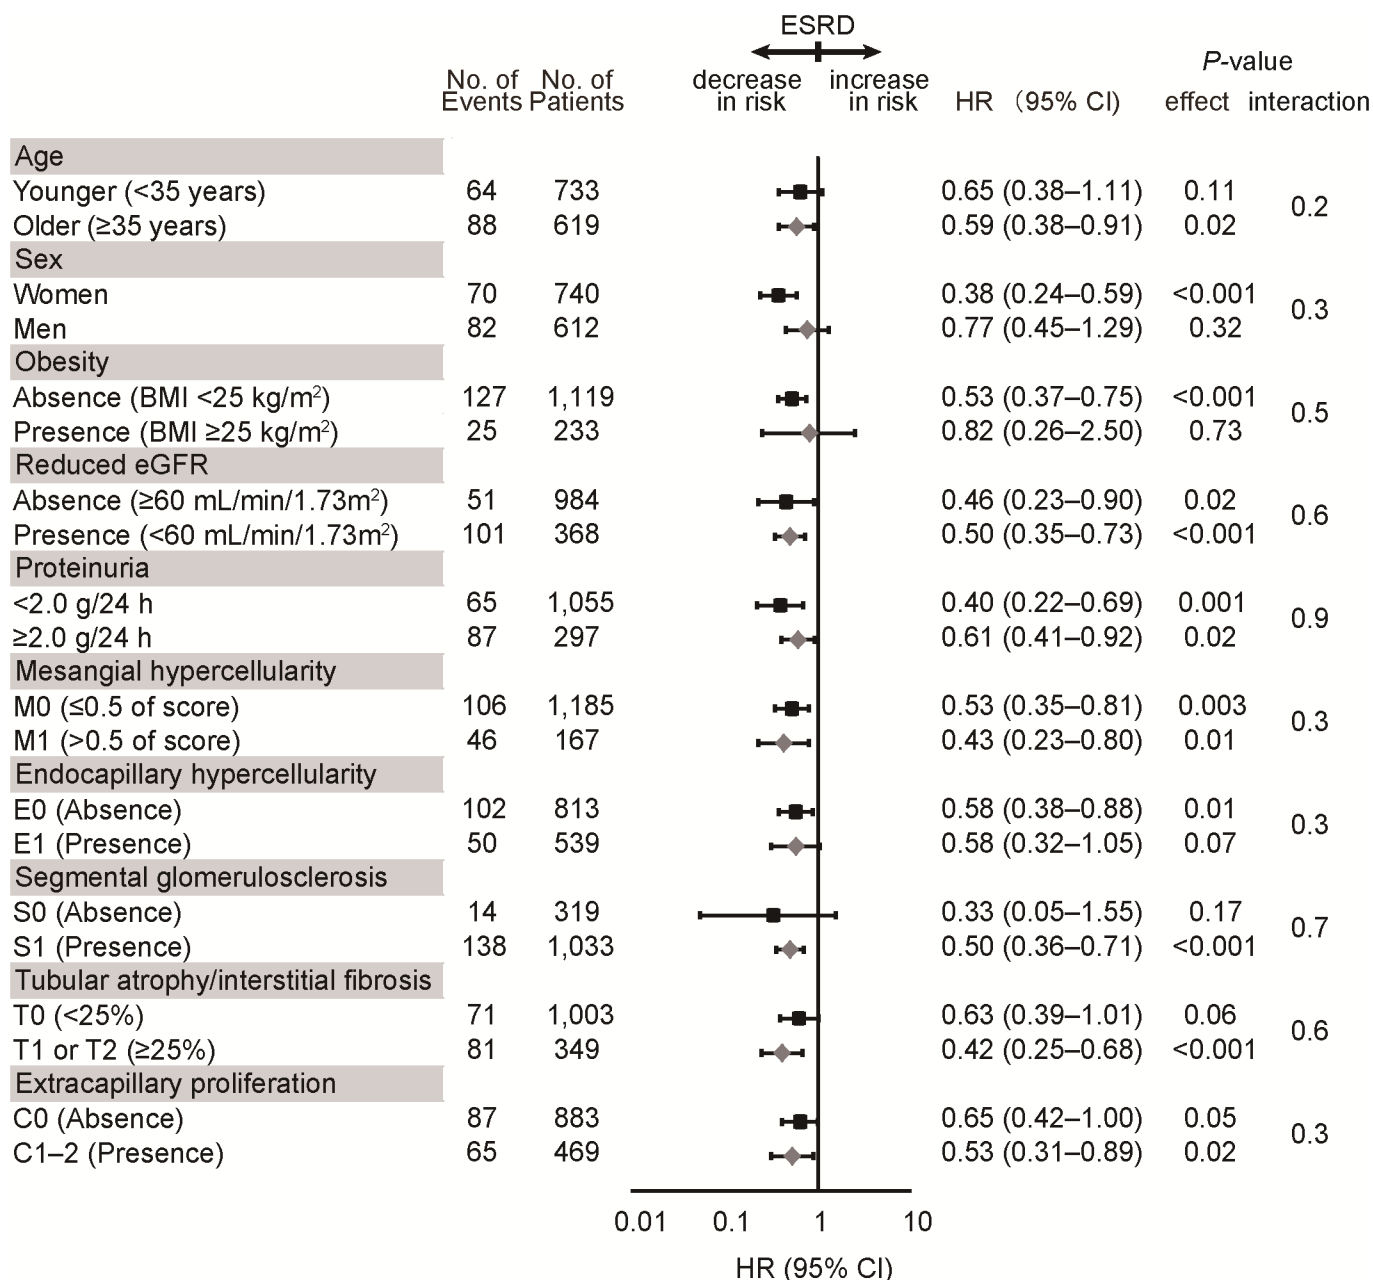 ESRD
decrease in risk increase in risk
No. of Events No. of Patients HR (95% CI) P-value effect interaction
Age
Younger (<35 years) 64 733 0.65 (0.38–1.11) 0.11
0.2
Older (≥35 years) 88 619 0.59 (0.38–0.91) 0.02
Sex
Women 70 740 0.38 (0.24–0.59) <0.001
0.3
Men 82 612 0.77 (0.45–1.29) 0.32
Obesity
Absence (BMI <25 kg/m²) 127 1,119 0.53 (0.37–0.75) <0.001
0.5
Presence (BMI ≥25 kg/m²) 25 233 0.82 (0.26–2.50) 0.73
Reduced eGFR
Absence (≥60 mL/min/1.73m²) 51 984 0.46 (0.23–0.90) 0.02
0.6
Presence (<60 mL/min/1.73m²) 101 368 0.50 (0.35–0.73) <0.001
Proteinuria
<2.0 g/24 h 65 1,055 0.40 (0.22–0.69) 0.001
0.9
≥2.0 g/24 h 87 297 0.61 (0.41–0.92) 0.02
Mesangial hypercellularity
M0 (≤0.5 of score) 106 1,185 0.53 (0.35–0.81) 0.003
0.3
M1 (>0.5 of score) 46 167 0.43 (0.23–0.80) 0.01
Endocapillary hypercellularity
E0 (Absence) 102 813 0.58 (0.38–0.88) 0.01
0.3
E1 (Presence) 50 539 0.58 (0.32–1.05) 0.07
Segmental glomerulosclerosis
S0 (Absence) 14 319 0.33 (0.05–1.55) 0.17
0.7
S1 (Presence) 138 1,033 0.50 (0.36–0.71) <0.001
Tubular atrophy/interstitial fibrosis
T0 (<25%) 71 1,003 0.63 (0.39–1.01) 0.06
0.6
T1 or T2 (≥25%) 81 349 0.42 (0.25–0.68) <0.001
Extracapillary proliferation
C0 (Absence) 87 883 0.65 (0.42–1.00) 0.05
0.3
C1–2 (Presence) 65 469 0.53 (0.31–0.89) 0.02
0.01 0.1 1 10
HR (95% CI)